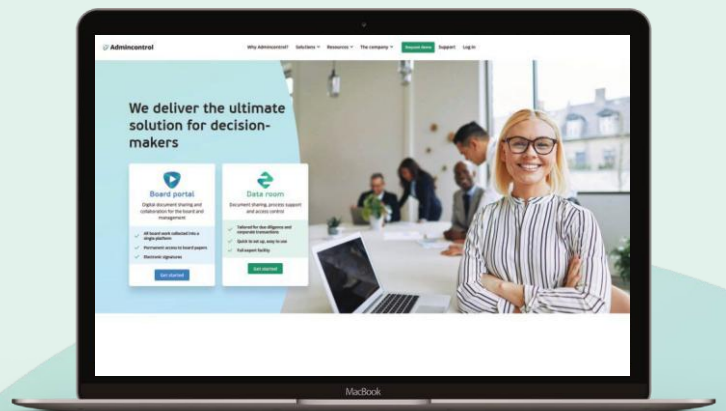 Admincontrol
Why Admincontrol? Solutions Resources The company Request demo Support Log in
We deliver the ultimate
solution for decision-
makers
Board portal
Digital document sharing and
collaboration for the board and
management
All board work collected into a
single platform
Permanent access to board papers
Electronic signatures
Get started
Data room
Document sharing, process support
and access control
Tailored for due diligence and
corporate transactions
Quick to set up, easy to use
Full export facility
Get started
MacBook